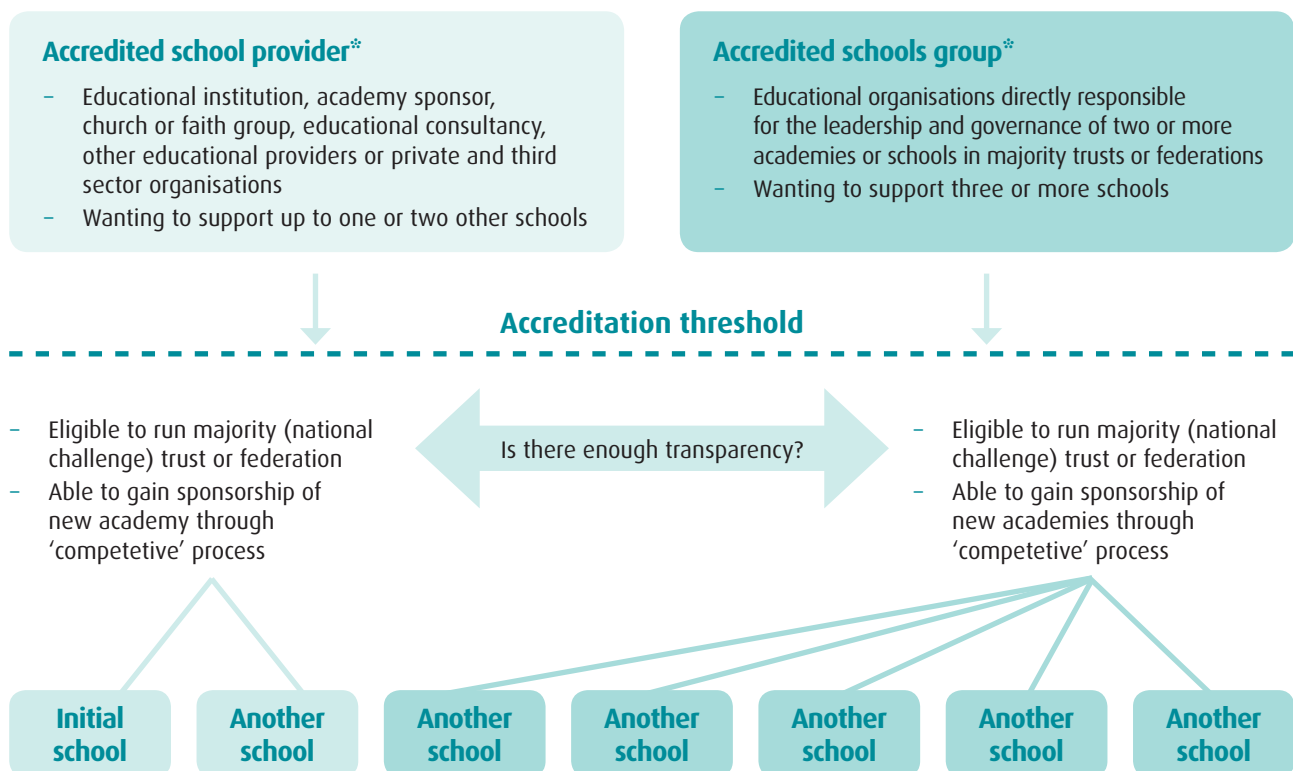 Accredited school provider*
– Educational institution, academy sponsor,
church or faith group, educational consultancy,
other educational providers or private and third
sector organisations
– Wanting to support up to one or two other schools
Accredited schools group*
– Educational organisations directly responsible
for the leadership and governance of two or more
academies or schools in majority trusts or federations
– Wanting to support three or more schools
Accreditation threshold
– Eligible to run majority (national
challenge) trust or federation
– Able to gain sponsorship of
new academy through
‘competetive’ process
Is there enough transparency?
– Eligible to run majority (national
challenge) trust or federation
– Able to gain sponsorship of
new academies through
‘competetive’ process
Initial
school
Another
school
Another
school
Another
school
Another
school
Another
school
Another
school